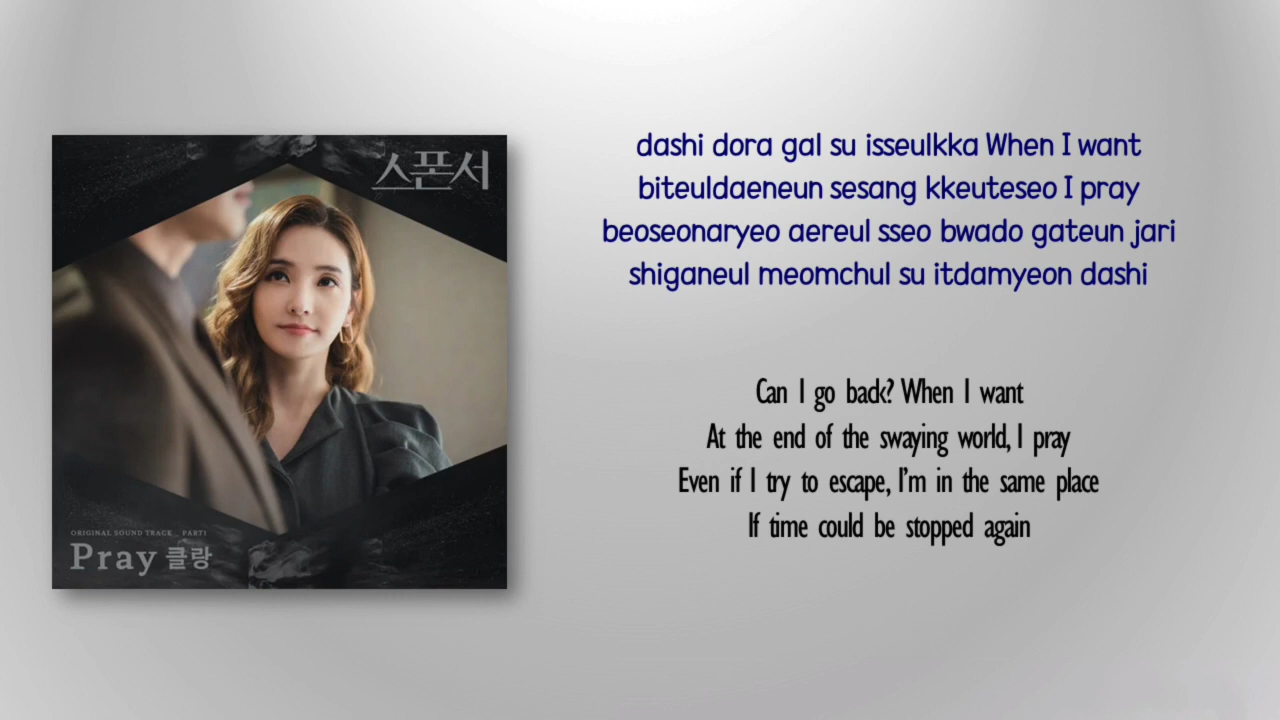 스폰서
ORIGINAL SOUND TRACK _ PART1
Pray 클랑
dashi dora gal su isseulkka When I want
biteuldaeneun sesang kkeuteseo I pray
beoseonaryeo aereul sseo bwado gateun jari
shiganeul meomchul su itdamyeon dashi
Can I go back? When I want
At the end of the swaying world, I pray
Even if I try to escape, I'm in the same place
If time could be stopped again